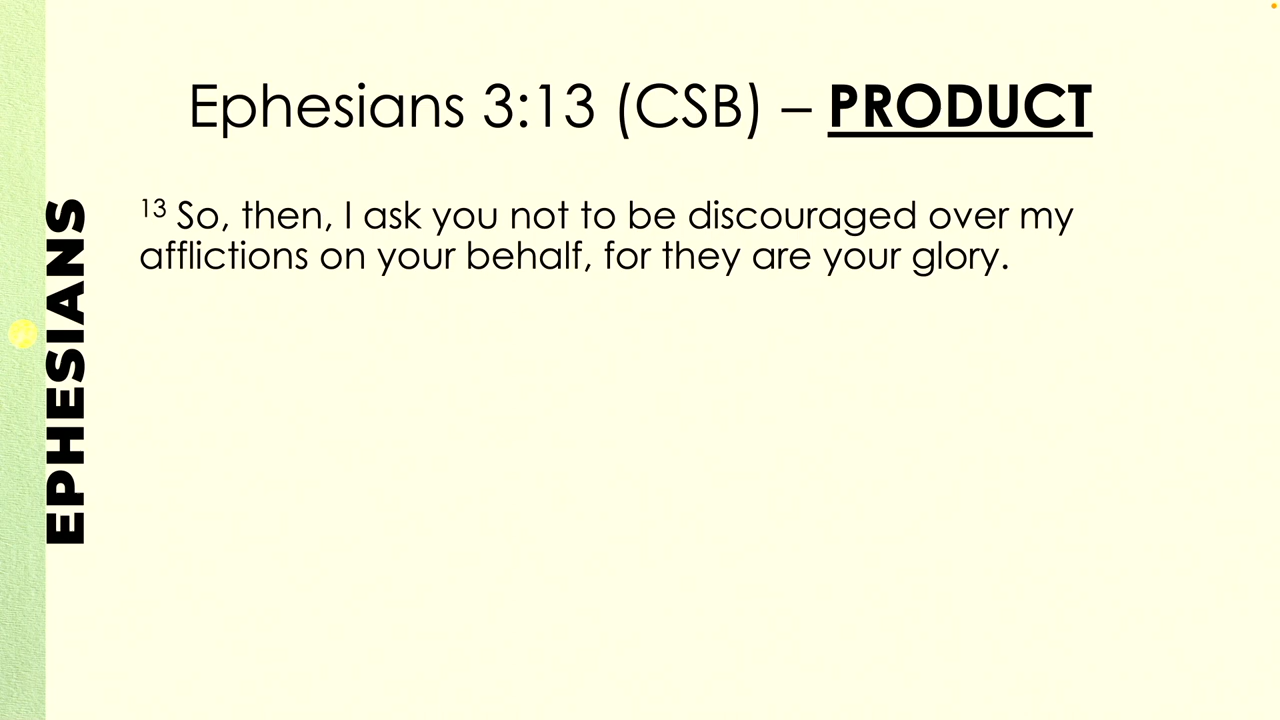 Ephesians 3:13 (CSB) – PRODUCT
13 So, then, I ask you not to be discouraged over my
afflictions on your behalf, for they are your glory.
EPHESIANS